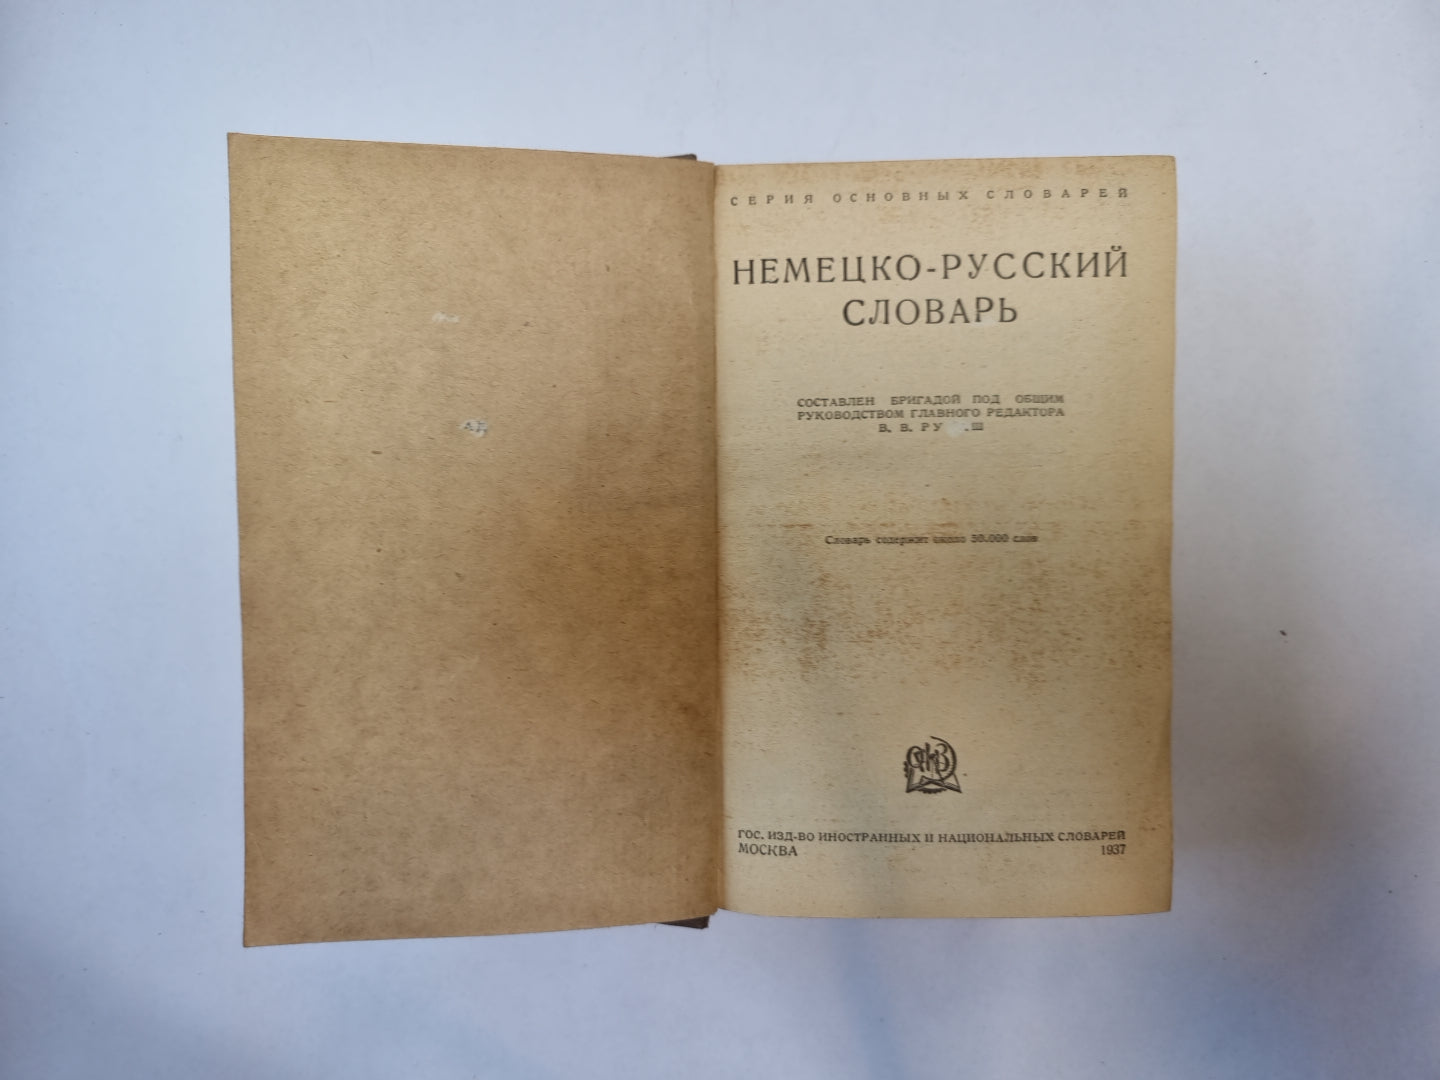 СЕРИЯ ОСНОВНЫХ СЛОВАРЕЙ
НЕМЕЦКО-РУССКИЙ
СЛОВАРЬ
СОСТАВЛЕН БРИГАДОЙ ПОД ОБЩИМ
РУКОВОДСТВОМ ГЛАВНОГО РЕДАКТОРА
В. В.
Словарь содержит около 50.000 слов
ГОС. ИЗД-ВО ИНОСТРАННЫХ И НАЦИОНАЛЬНЫХ СЛОВАРЕЙ
МОСКВА 1937